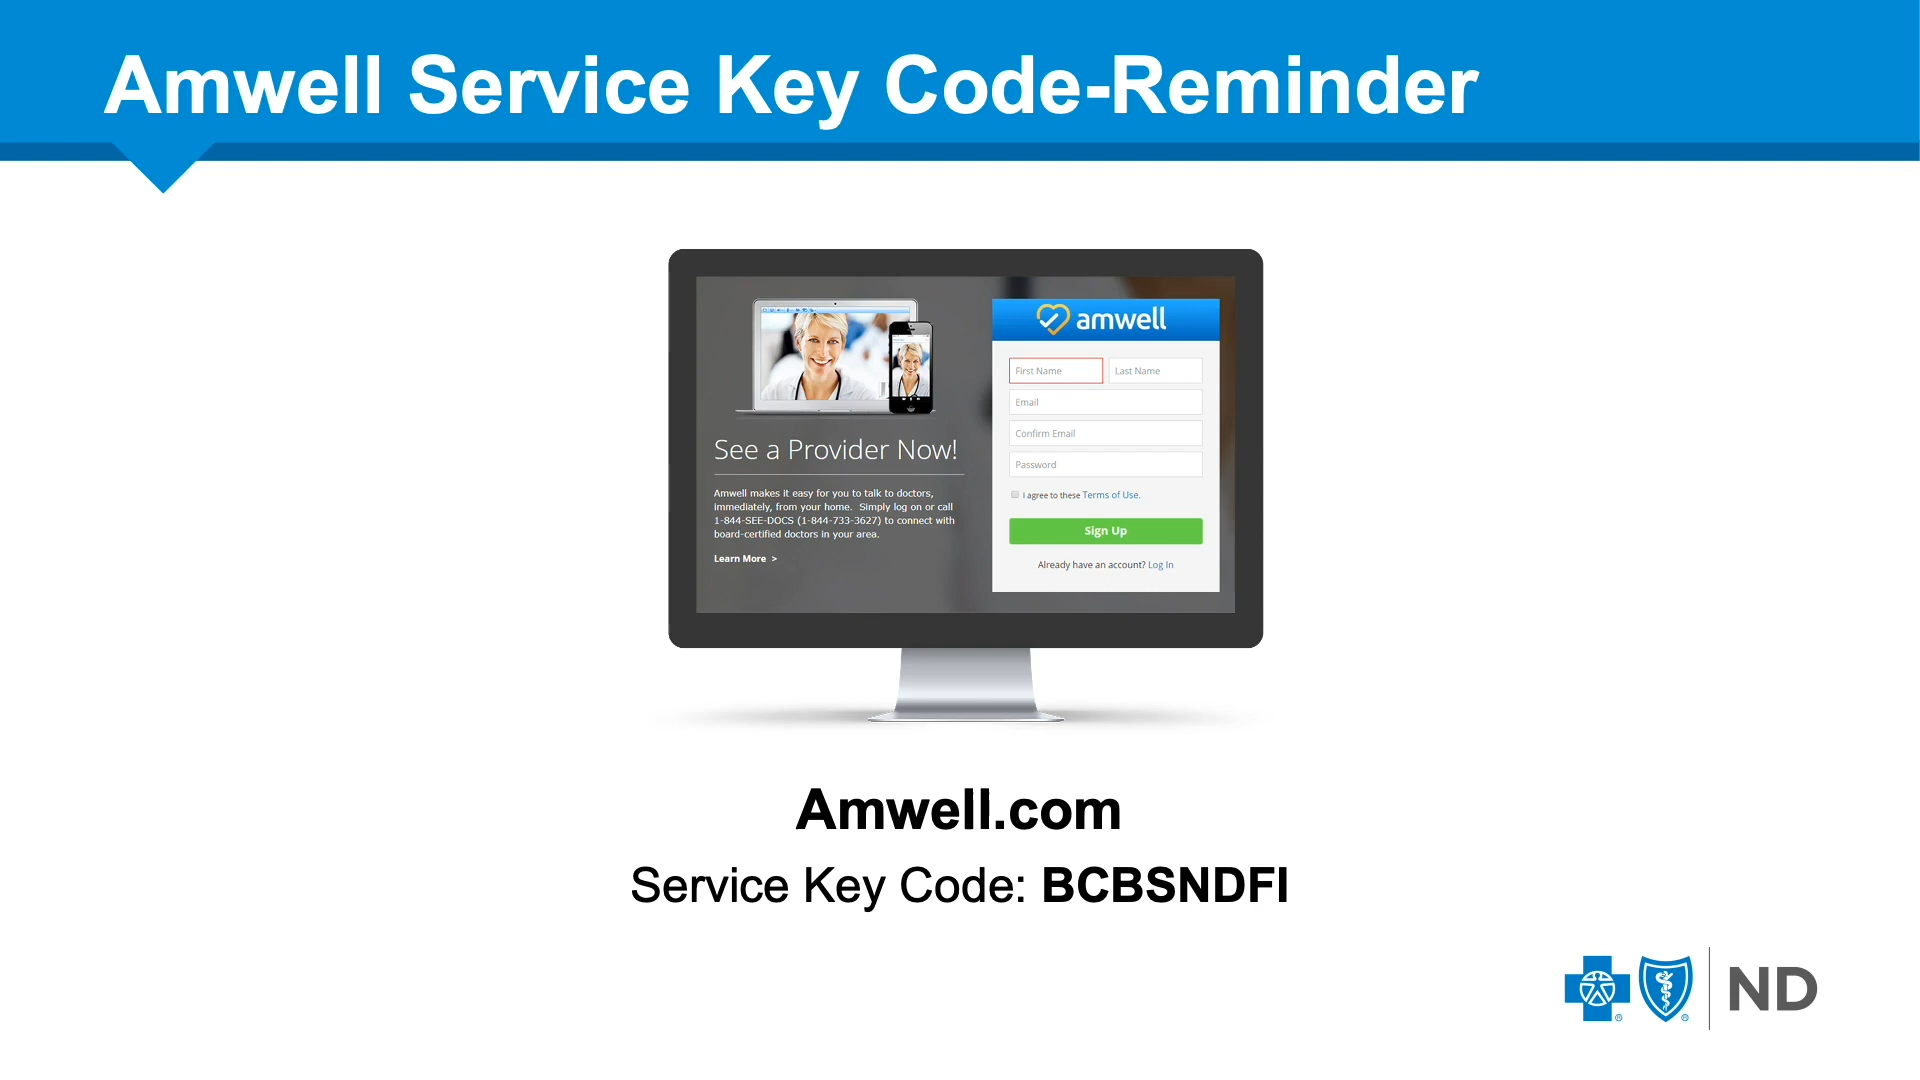 Amwell Service Key Code-Reminder
See a Provider Now!
Amwell makes it easy for you to talk to doctors,
immediately, from your home. Simply log on or call
1-844-SEE-DOCS (1-844-733-3627) to connect with
board-certified doctors in your area.
Learn More >
amwell
First Name Last Name
Email
Confirm Email
Password
I agree to these Terms of Use.
Sign Up
Already have an account? Log In
Amwell.com
Service Key Code: BCBSNDFI
® ® ND